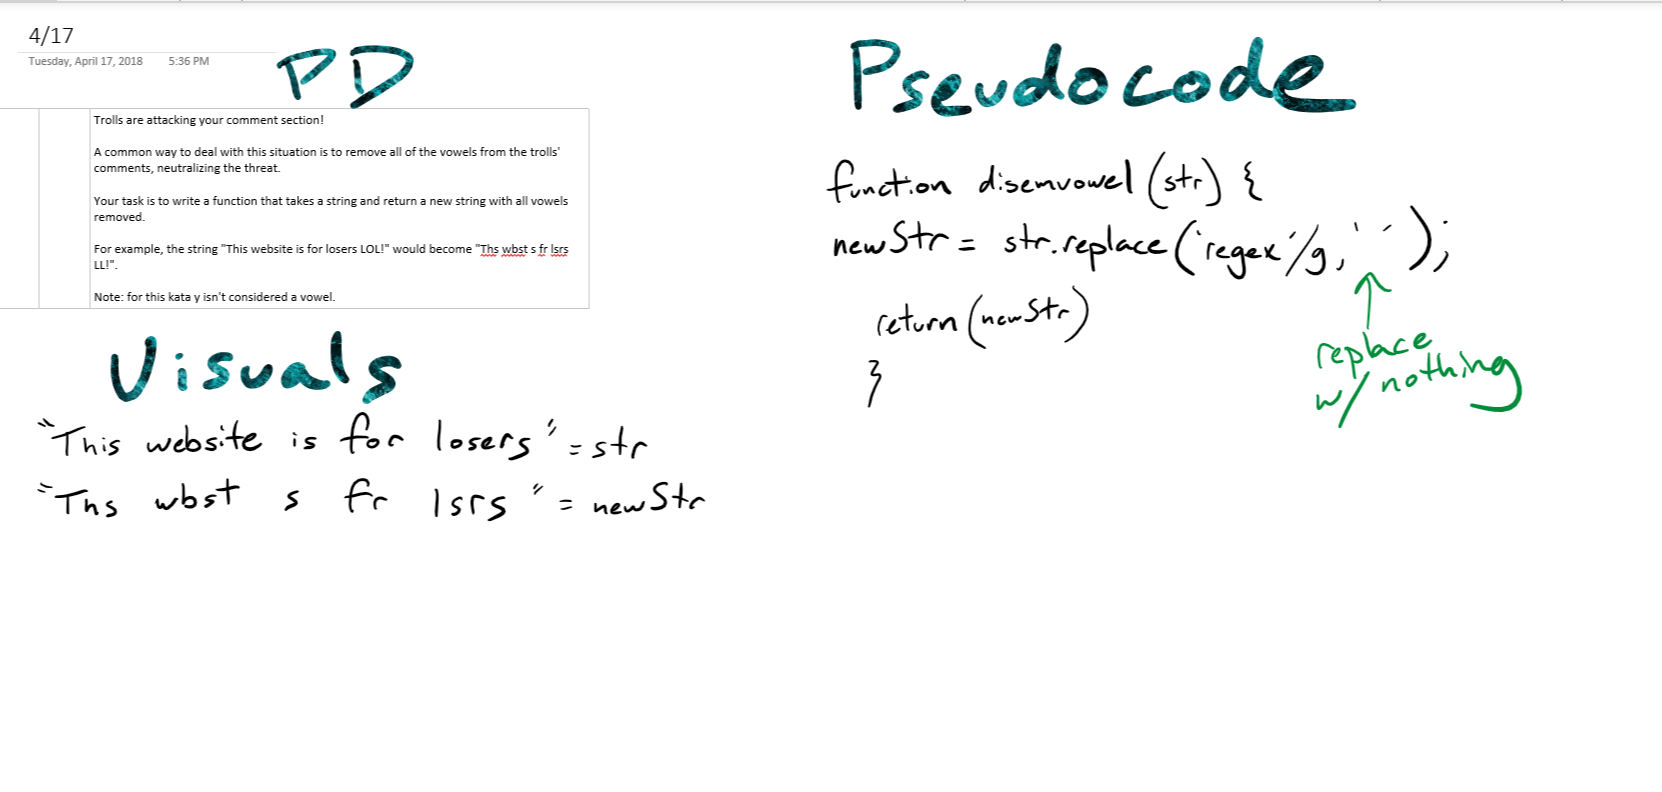 4/17
Tuesday, April 17, 2018 5:36 PM
PD
Trolls are attacking your comment section!
A common way to deal with this situation is to remove all of the vowels from the trolls'
comments, neutralizing the threat.
Your task is to write a function that takes a string and return a new string with all vowels
removed.
For example, the string "This website is for losers LOL!" would become "Ths wbst s fr lsrs
LL!".
Note: for this kata y isn't considered a vowel.
Visuals
"This website is for losers" = str
"Ths wbst s fr lsrs" = newStr
Pseudocode
function disemvowel (str) {
newStr = str.replace('regex'/g, ' ');
return (newStr)
}
replace
w/ nothing